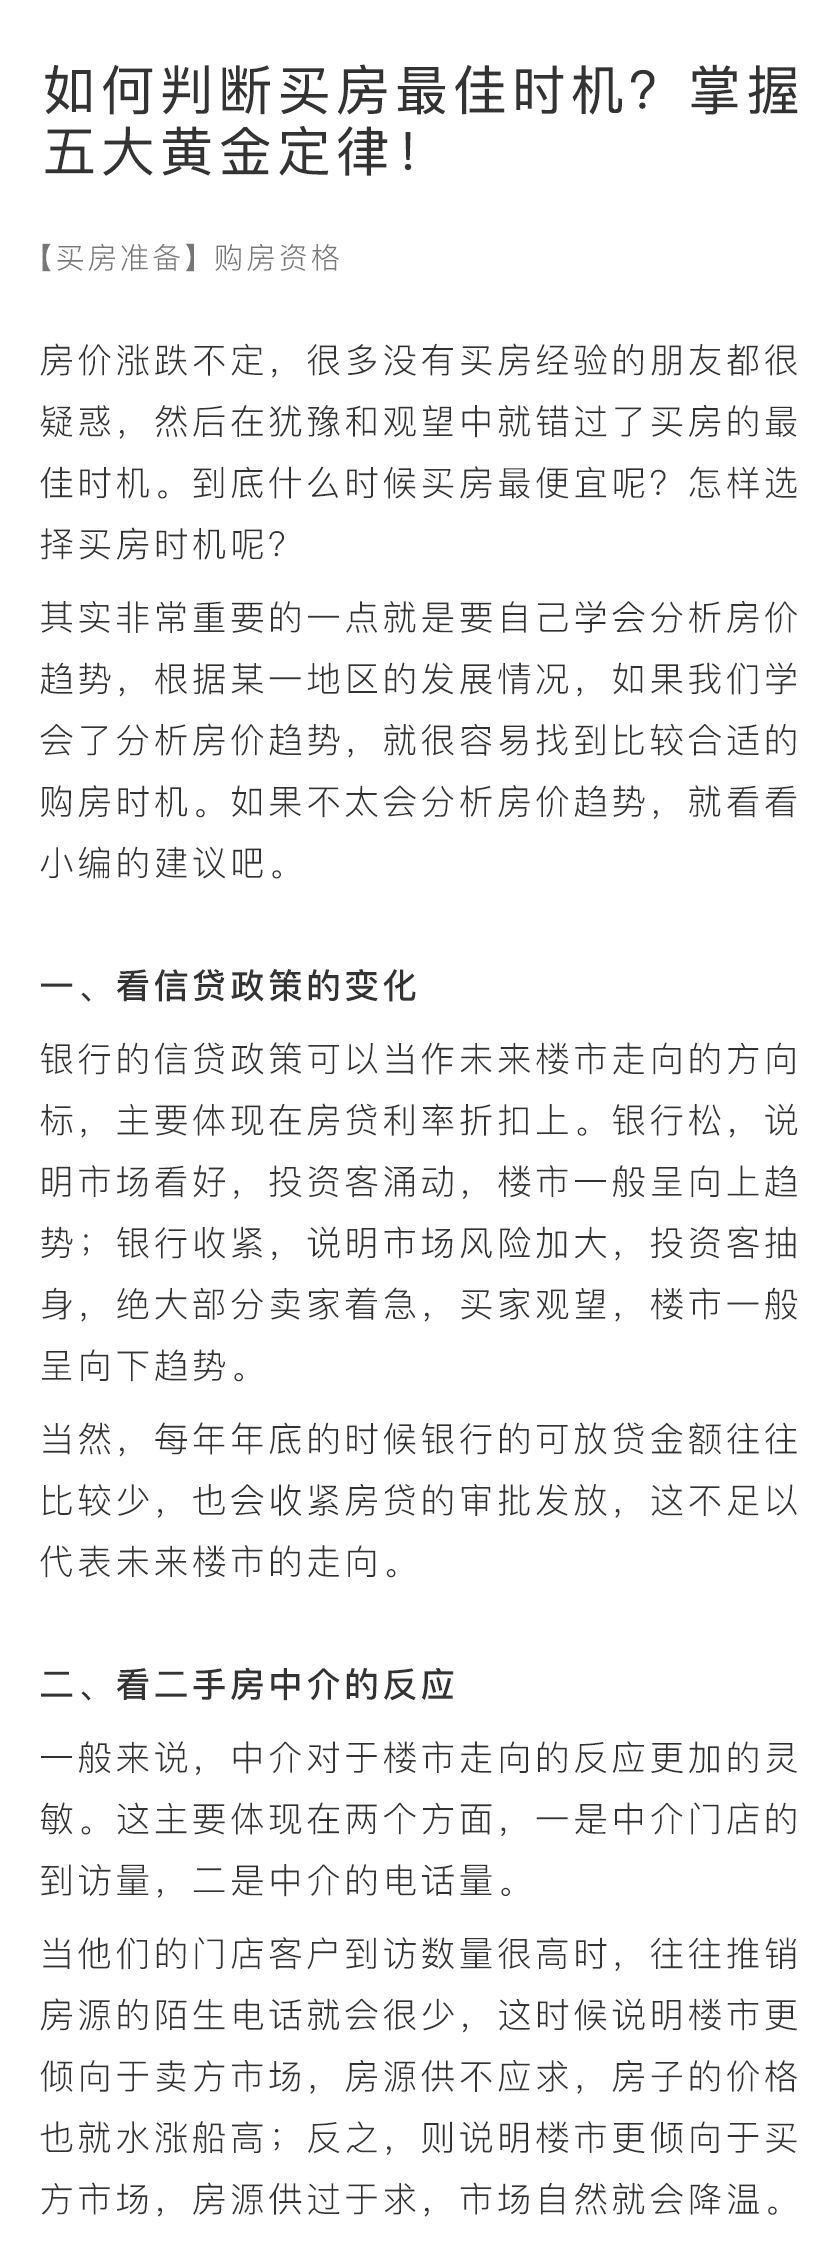 如何判断买房最佳时机？掌握
五大黄金定律！
【买房准备】购房资格
房价涨跌不定，很多没有买房经验的朋友都很
疑惑，然后在犹豫和观望中就错过了买房的最
佳时机。到底什么时候买房最便宜呢？怎样选
择买房时机呢？
其实非常重要的一点就是要自己学会分析房价
趋势，根据某一地区的发展情况，如果我们学
会了分析房价趋势，就很容易找到比较合适的
购房时机。如果不太会分析房价趋势，就看看
小编的建议吧。
一、看信贷政策的变化
银行的信贷政策可以当作未来楼市走向的方向
标，主要体现在房贷利率折扣上。银行松，说
明市场看好，投资客涌动，楼市一般呈向上趋
势；银行收紧，说明市场风险加大，投资客抽
身，绝大部分卖家着急，买家观望，楼市一般
呈向下趋势。
当然，每年年底的时候银行的可放贷金额往往
比较少，也会收紧房贷的审批发放，这不足以
代表未来楼市的走向。
二、看二手房中介的反应
一般来说，中介对于楼市走向的反应更加的灵
敏。这主要体现在两个方面，一是中介门店的
到访量，二是中介的电话量。
当他们的门店客户到访数量很高时，往往推销
房源的陌生电话就会很少，这时候说明楼市更
倾向于卖方市场，房源供不应求，房子的价格
也就水涨船高；反之，则说明楼市更倾向于买
方市场，房源供过于求，市场自然就会降温。